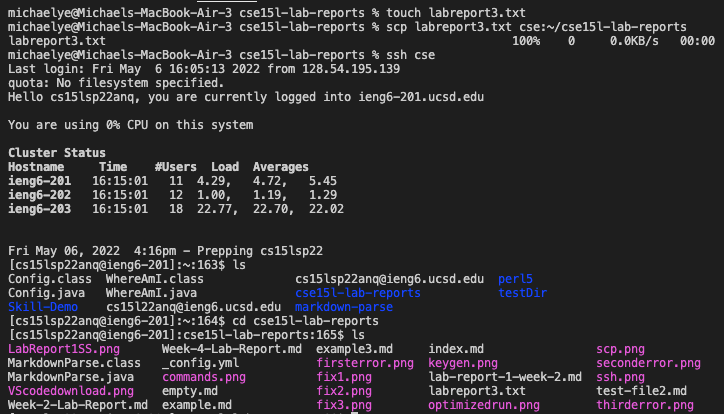 michaelye@Michaels-MacBook-Air-3 cse15l-lab-reports % touch labreport3.txt
michaelye@Michaels-MacBook-Air-3 cse15l-lab-reports % scp labreport3.txt cse:~/cse15l-lab-reports
labreport3.txt 100% 0 0.0KB/s 00:00
michaelye@Michaels-MacBook-Air-3 cse15l-lab-reports % ssh cse
Last login: Fri May  6 16:05:13 2022 from 128.54.195.139
quota: No filesystem specified.
Hello cs15lsp22anq, you are currently logged into ieng6-201.ucsd.edu
You are using 0% CPU on this system
Cluster Status
Hostname Time #Users Load Averages
ieng6-201 16:15:01 11 4.29, 4.72, 5.45
ieng6-202 16:15:01 12 1.00, 1.19, 1.29
ieng6-203 16:15:01 18 22.77, 22.70, 22.02
Fri May 06, 2022  4:16pm - Prepping cs15lsp22
[cs15lsp22anq@ieng6-201]:~:163$ ls
Config.class WhereAmI.class cs15lsp22anq@ieng6.ucsd.edu perl5
Config.java WhereAmI.java cse15l-lab-reports testDir
Skill-Demo cs15l22anq@ieng6.ucsd.edu markdown-parse
[cs15lsp22anq@ieng6-201]:~:164$ cd cse15l-lab-reports
[cs15lsp22anq@ieng6-201]:cse15l-lab-reports:165$ ls
LabReport1SS.png Week-4-Lab-Report.md example3.md index.md scp.png
MarkdownParse.class _config.yml firsterror.png keygen.png seconderror.png
MarkdownParse.java commands.png fix1.png lab-report-1-week-2.md ssh.png
VScodedownload.png empty.md fix2.png labreport3.txt test-file2.md
Week-2-Lab-Report.md example.md fix3.png optimizedrun.png thirderror.png